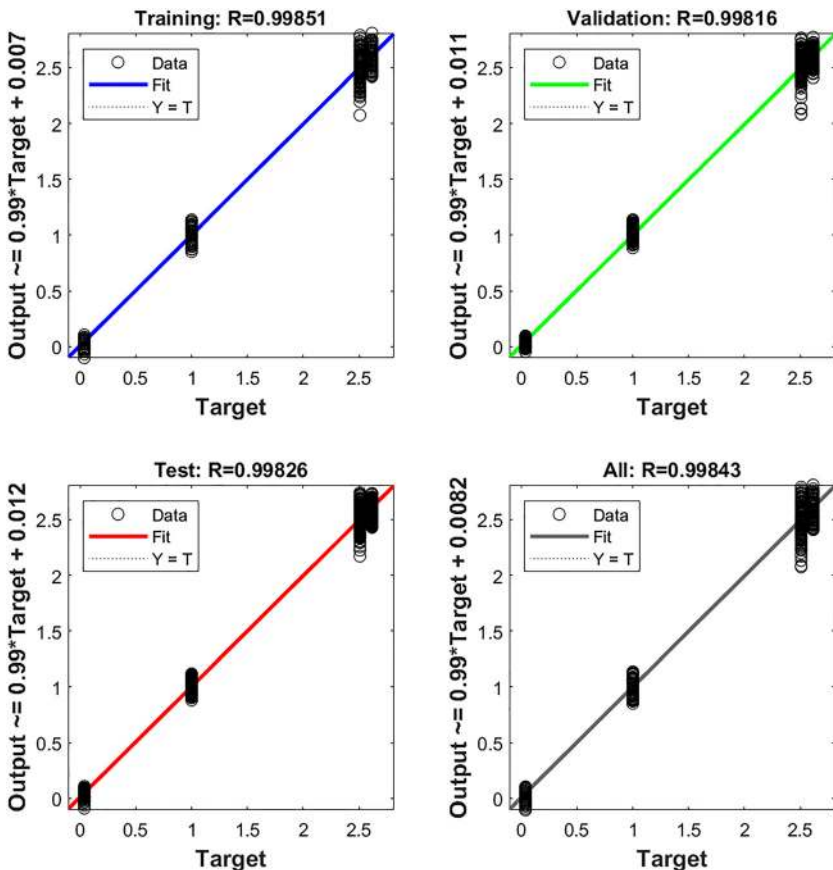 Training: R=0.99851
Output ~= 0.99*Target + 0.007
Data
Fit
Y = T
2.5
2
1.5
1
0.5
0
0
0.5
1
1.5
2
2.5
Target
Validation: R=0.99816
Output ~= 0.99*Target + 0.011
Data
Fit
Y = T
2.5
2
1.5
1
0.5
0
0
0.5
1
1.5
2
2.5
Target
Test: R=0.99826
Output ~= 0.99*Target + 0.012
Data
Fit
Y = T
2.5
2
1.5
1
0.5
0
0
0.5
1
1.5
2
2.5
Target
All: R=0.99843
Output ~= 0.99*Target + 0.0082
Data
Fit
Y = T
2.5
2
1.5
1
0.5
0
0
0.5
1
1.5
2
2.5
Target